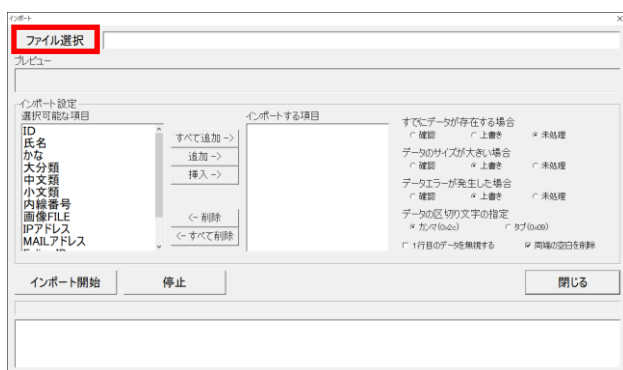 インポート
ファイル選択
プレビュー
インポート設定
選択可能な項目
インポートする項目
ID
氏名
かな
大分類
中文類
小文類
内線番号
画像FILE
IPアドレス
MAILアドレス
すべて追加 ->
追加 ->
挿入 ->
<- 削除
<- すべて削除
すでにデータが存在する場合
確認 上書き 未処理
データのサイズが大きい場合
確認 上書き 未処理
データエラーが発生した場合
確認 上書き 未処理
データの区切り文字の指定
カンマ(0x2c) タブ(0x09)
1行目のデータを無視する 両端の空白を削除
インポート開始 停止 閉じる